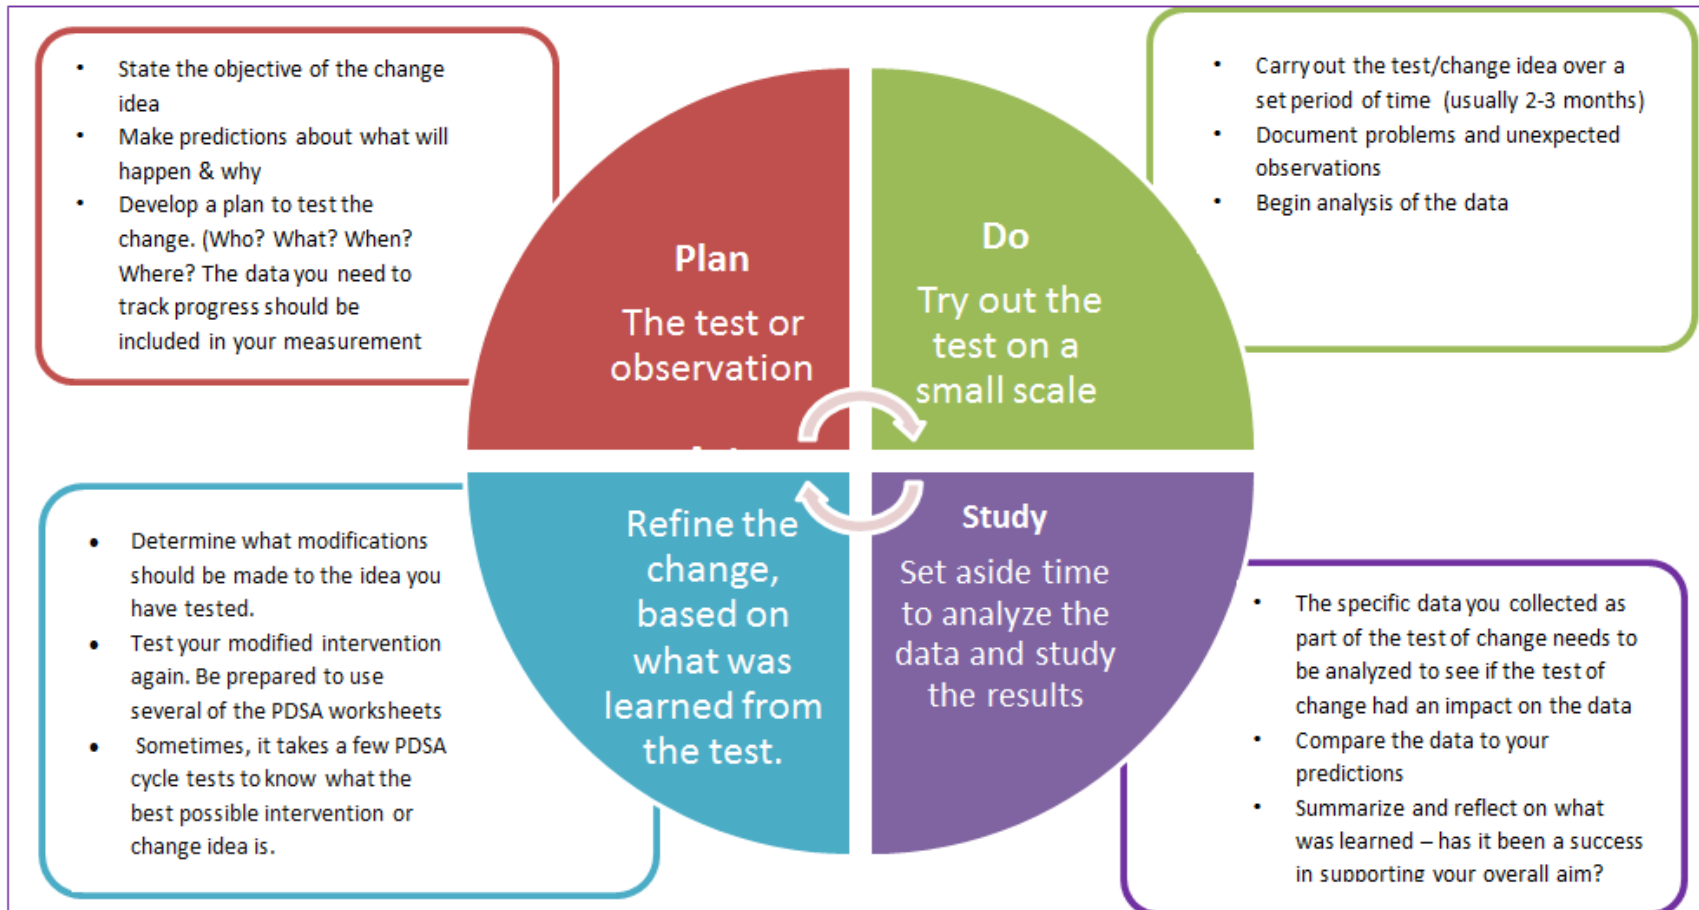 • State the objective of the change
idea
• Make predictions about what will
happen & why
• Develop a plan to test the
change. (Who? What? When?
Where? The data you need to
track progress should be
included in your measurement
Plan
The test or
observation
Do
Try out the
test on a
small scale
• Carry out the test/change idea over a
set period of time (usually 2-3 months)
• Document problems and unexpected
observations
• Begin analysis of the data
• Determine what modifications
should be made to the idea you
have tested.
• Test your modified intervention
again. Be prepared to use
several of the PDSA worksheets
• Sometimes, it takes a few PDSA
cycle tests to know what the
best possible intervention or
change idea is.
Refine the
change,
based on
what was
learned from
the test.
Study
Set aside time
to analyze the
data and study
the results
• The specific data you collected as
part of the test of change needs to
be analyzed to see if the test of
change had an impact on the data
• Compare the data to your
predictions
• Summarize and reflect on what
was learned – has it been a success
in supporting your overall aim?